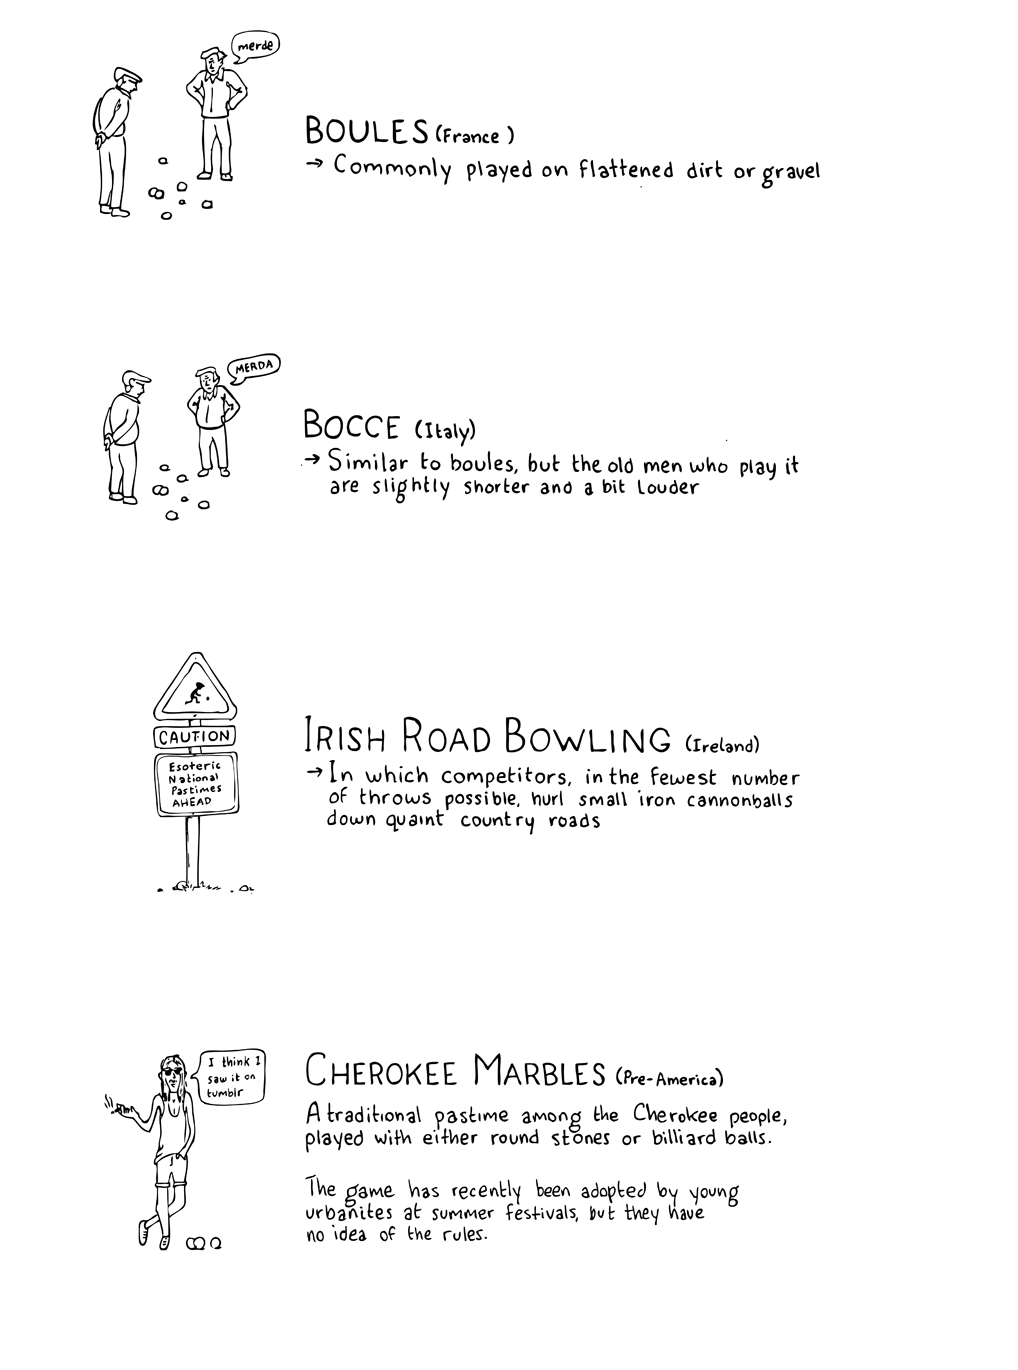 merde
BOULES (France)
→ Commonly played on flattened dirt or gravel
MERDA
BOCCE (Italy)
→ Similar to boules, but the old men who play it
are slightly shorter and a bit louder
CAUTION
Esoteric
National
Pastimes
AHEAD
IRISH ROAD BOWLING (Ireland)
→ In which competitors, in the fewest number
of throws possible, hurl small iron cannonballs
down quaint country roads
I think I
saw it on
tumblr
CHEROKEE MARBLES (Pre-America)
A traditional pastime among the Cherokee people,
played with either round stones or billiard balls.
The game has recently been adopted by young
urbanites at summer festivals, but they have
no idea of the rules.